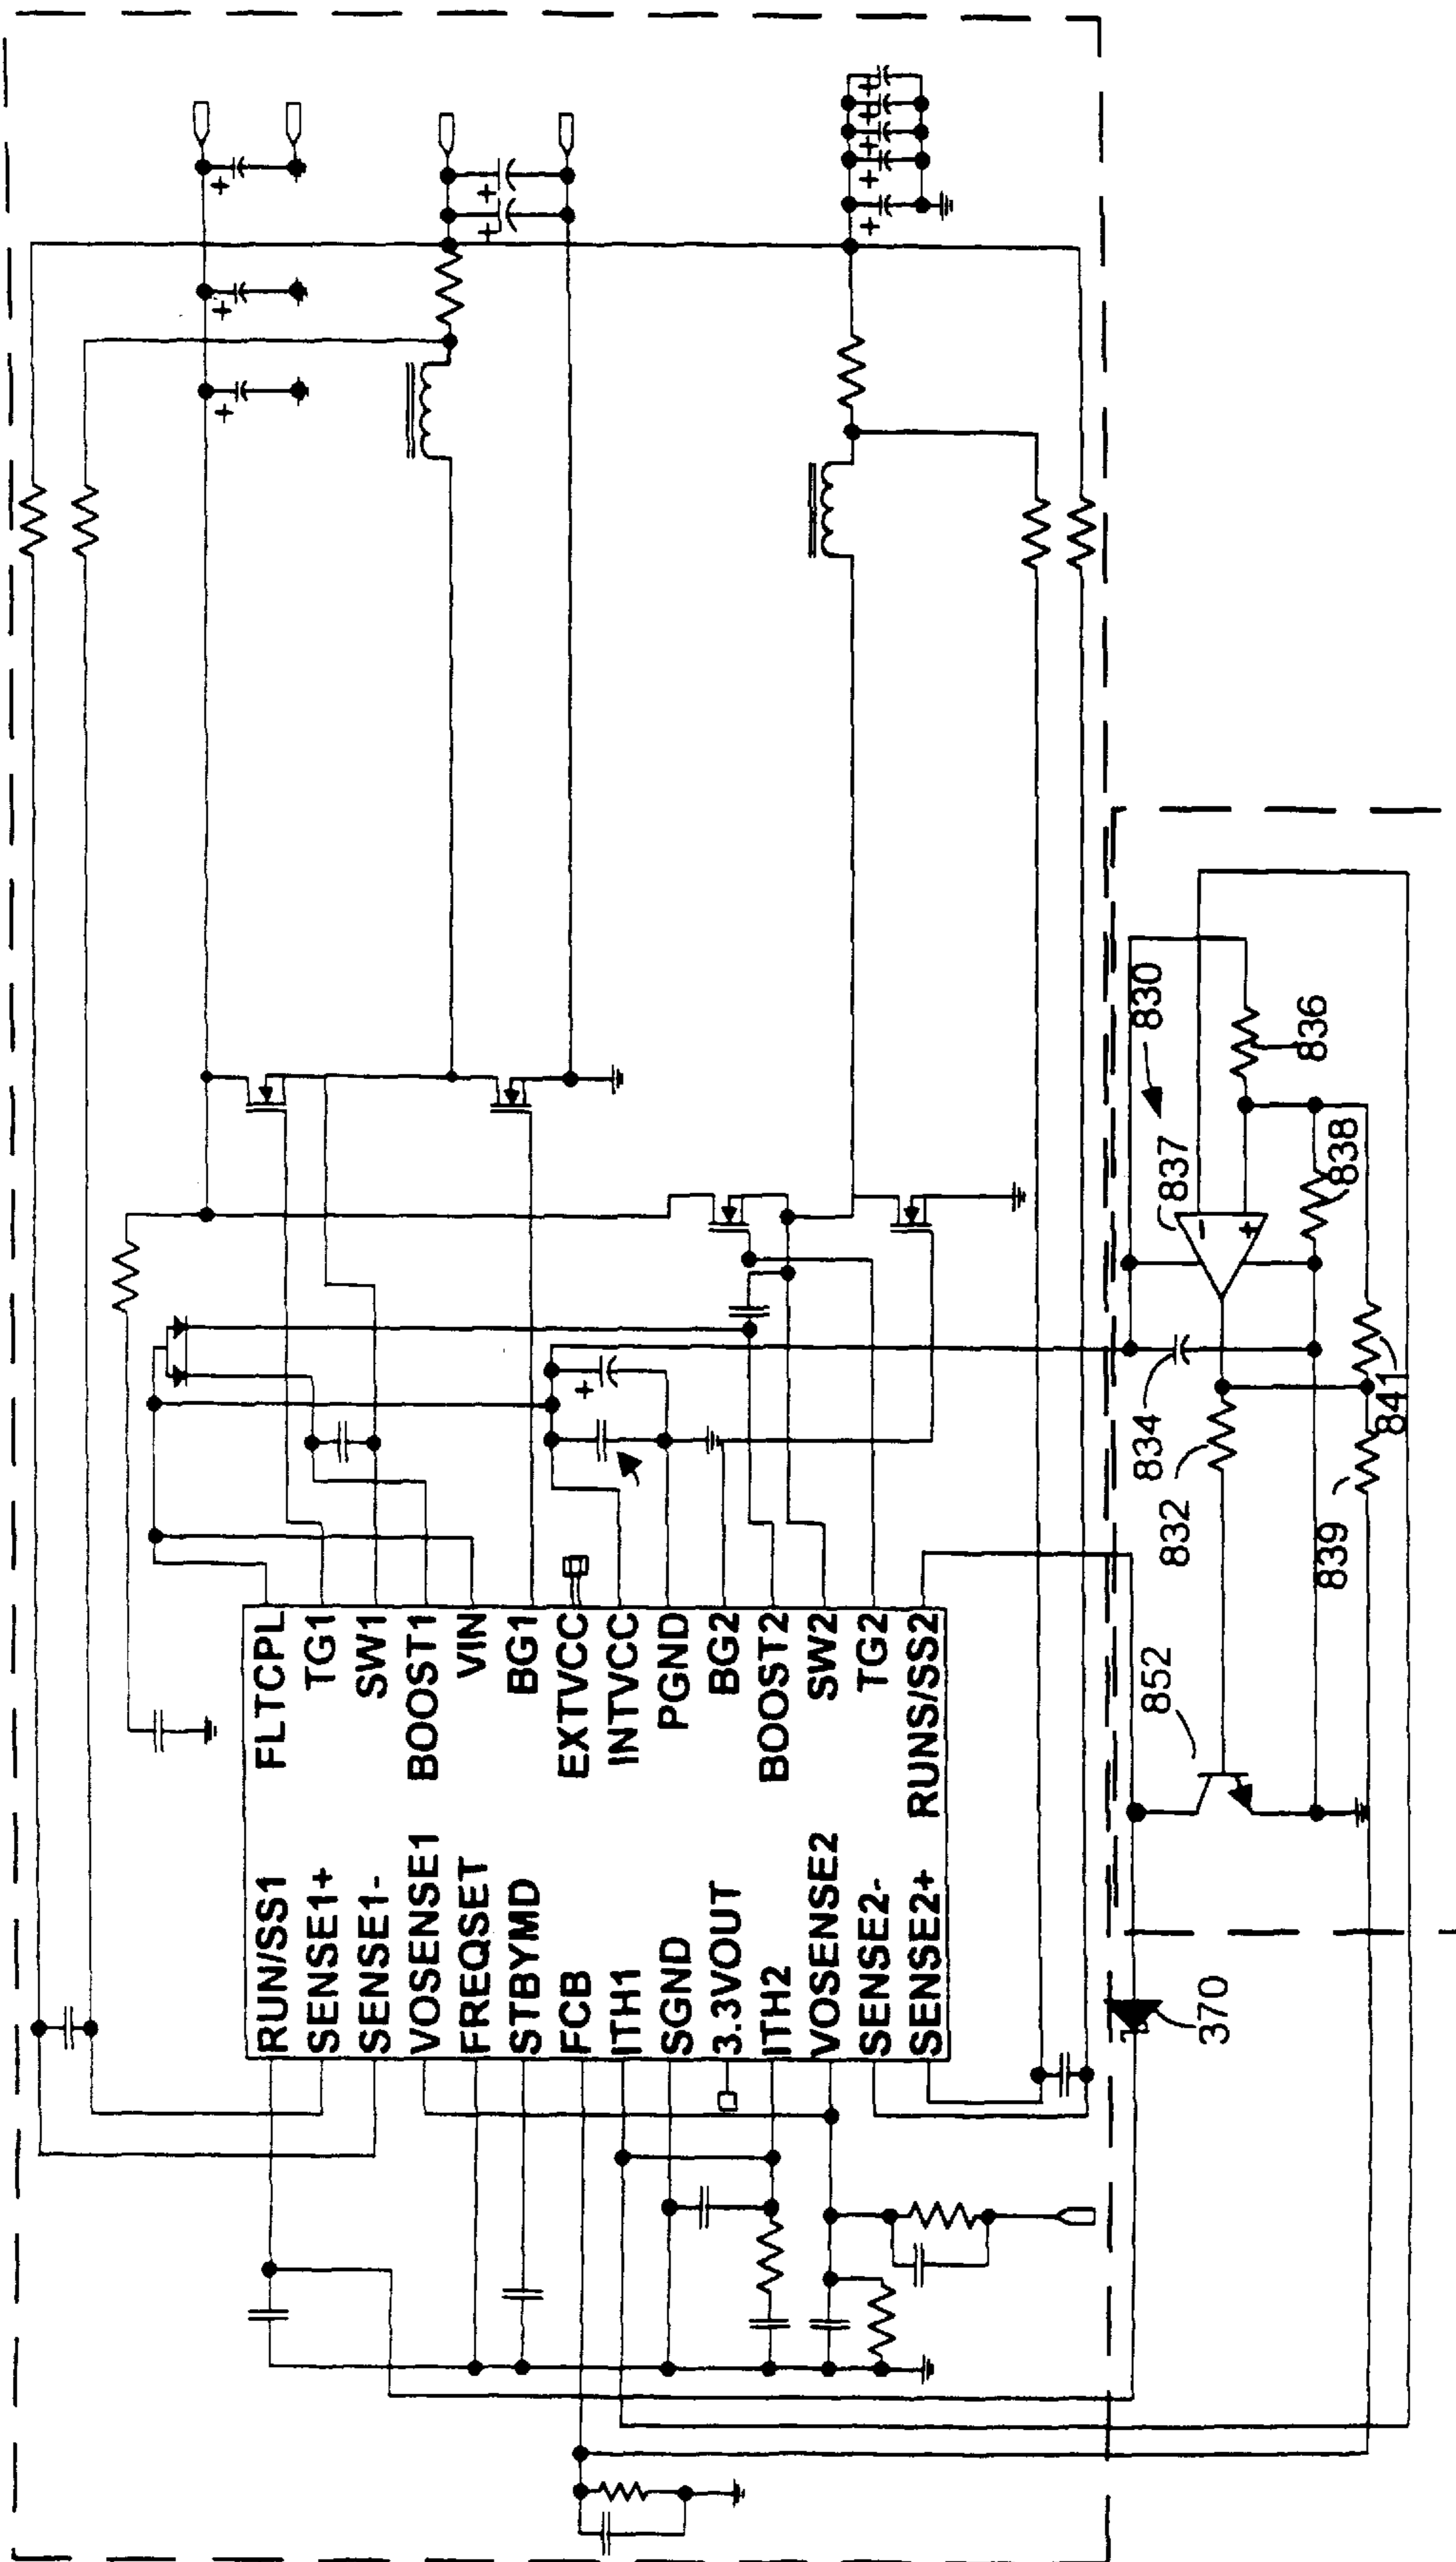 FLTCPL
TG1
SW1
BOOST1
VIN
BG1
EXTVCC
INTVCC
PGND
BG2
BOOST2
SW2
TG2
RUNS/SS2
RUN/SS1
SENSE1+
SENSE1-
VOSENSE1
FREQSET
STBYMD
FCB
ITH1
SGND
3.3VOUT
ITH2
VOSENSE2
SENSE2-
SENSE2+
830
836
837
838
834
841
832
839
852
370